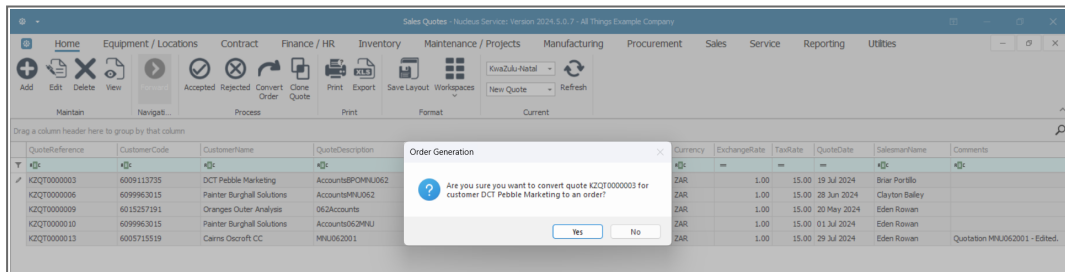 Sales Quotes - Nucleus Service: Version 2024.5.0.7 - All Things Example Company
Home Equipment / Locations Contract Finance / HR Inventory Maintenance / Projects Manufacturing Procurement Sales Service Reporting Utilities
Add Edit Delete View Accepted Rejected Convert Order Clone Quote Print Export Save Layout Workspaces Refresh
KwaZulu-Natal
New Quote
Maintain Navigati... Process Print Format Current
Drag a column header here to group by that column
QuoteReference CustomerCode CustomerName QuoteDescription Currency ExchangeRate TaxRate QuoteDate SalesmanName Comments
KZQT0000003 6009113735 DCT Pebble Marketing AccountsBPOMNU062 ZAR 1.00 15.00 19 Jul 2024 Briar Portillo
KZQT0000006 6099963015 Painter Burghall Solutions AccountsMNU062 ZAR 1.00 15.00 28 Jun 2024 Clayton Bailey
KZQT0000009 6015257191 Oranges Outer Analysis 062Accounts ZAR 1.00 15.00 20 May 2024 Eden Rowan
KZQT0000010 6099963015 Painter Burghall Solutions Accounts062MNU ZAR 1.00 15.00 01 Jul 2024 Eden Rowan
KZQT0000013 6005715519 Cairns Oscroft CC MNU062001 ZAR 1.00 15.00 29 Jul 2024 Eden Rowan Quotation MNU062001 - Edited.
Order Generation
Are you sure you want to convert quote KZQT0000003 for
customer DCT Pebble Marketing to an order?
Yes No